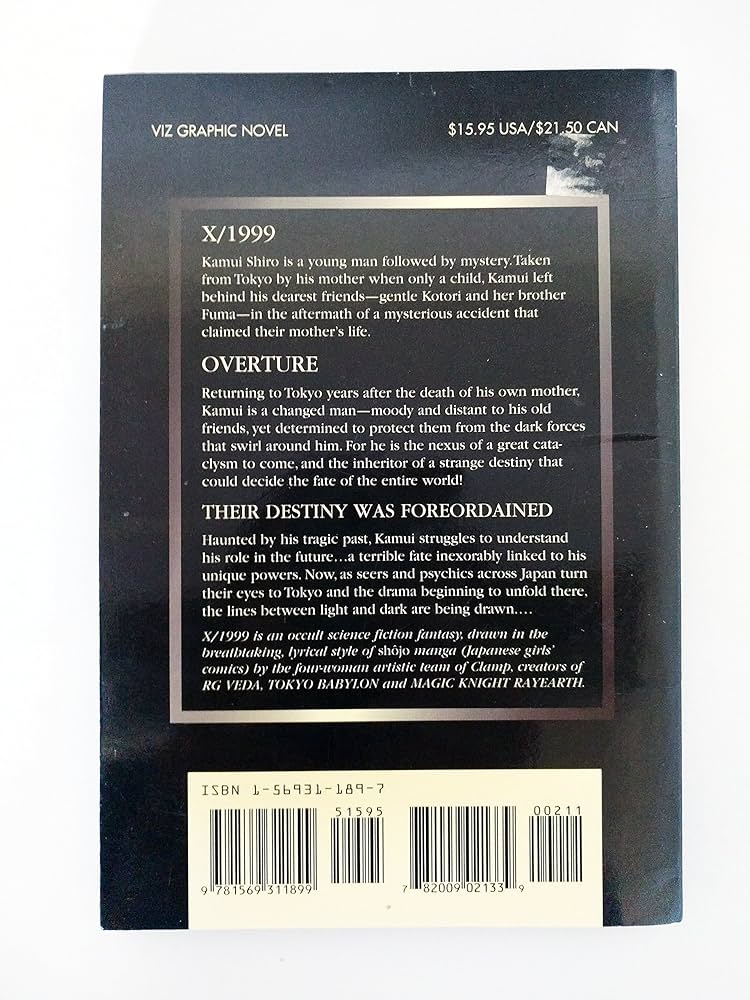 VIZ GRAPHIC NOVEL
$15.95 USA/$21.50 CAN
X/1999
Kamui Shiro is a young man followed by mystery. Taken
from Tokyo by his mother when only a child, Kamui left
behind his dearest friends—gentle Kotori and her brother
Fuma—in the aftermath of a mysterious accident that
claimed their mother's life.
OVERTURE
Returning to Tokyo years after the death of his own mother,
Kamui is a changed man—moody and distant to his old
friends, yet determined to protect them from the dark forces
that swirl around him. For he is the nexus of a great cata-
clysm to come, and the inheritor of a strange destiny that
could decide the fate of the entire world!
THEIR DESTINY WAS FOREORDAINED
Haunted by his tragic past, Kamui struggles to understand
his role in the future...a terrible fate inexorably linked to his
unique powers. Now, as seers and psychics across Japan turn
their eyes to Tokyo and the drama beginning to unfold there,
the lines between light and dark are being drawn....
X/1999 is an occult science fiction fantasy, drawn in the
breathtaking, lyrical style of shôjo manga (Japanese girls'
comics) by the four-woman artistic team of Clamp, creators of
RG VEDA, TOKYO BABYLON and MAGIC KNIGHT RAYEARTH.
ISBN 1-56931-189-7
51595
00211
9 781569 311899
7 82009 02133 9